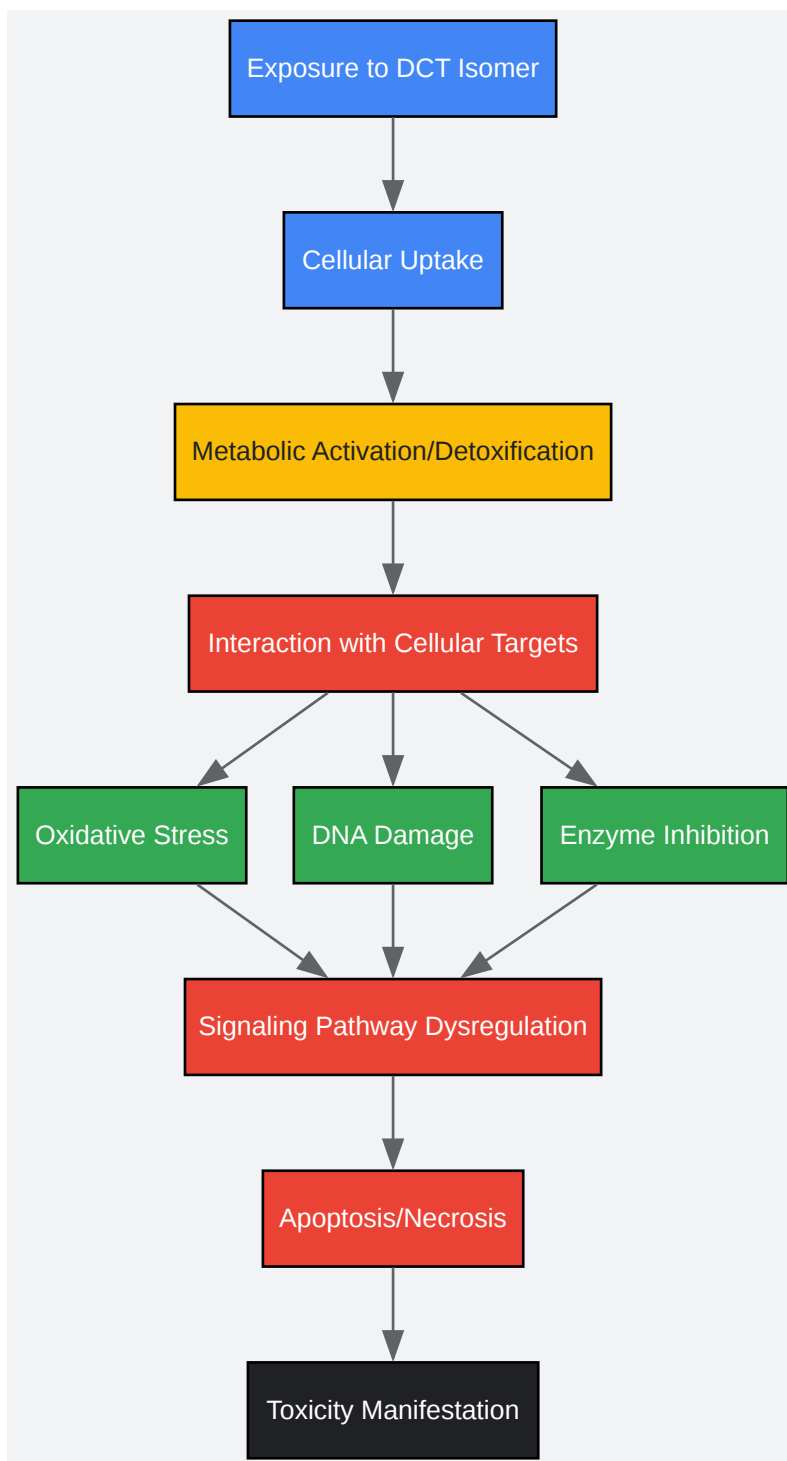 Exposure to DCT Isomer
Cellular Uptake
Metabolic Activation/Detoxification
Interaction with Cellular Targets
Oxidative Stress
DNA Damage
Enzyme Inhibition
Signaling Pathway Dysregulation
Apoptosis/Necrosis
Toxicity Manifestation